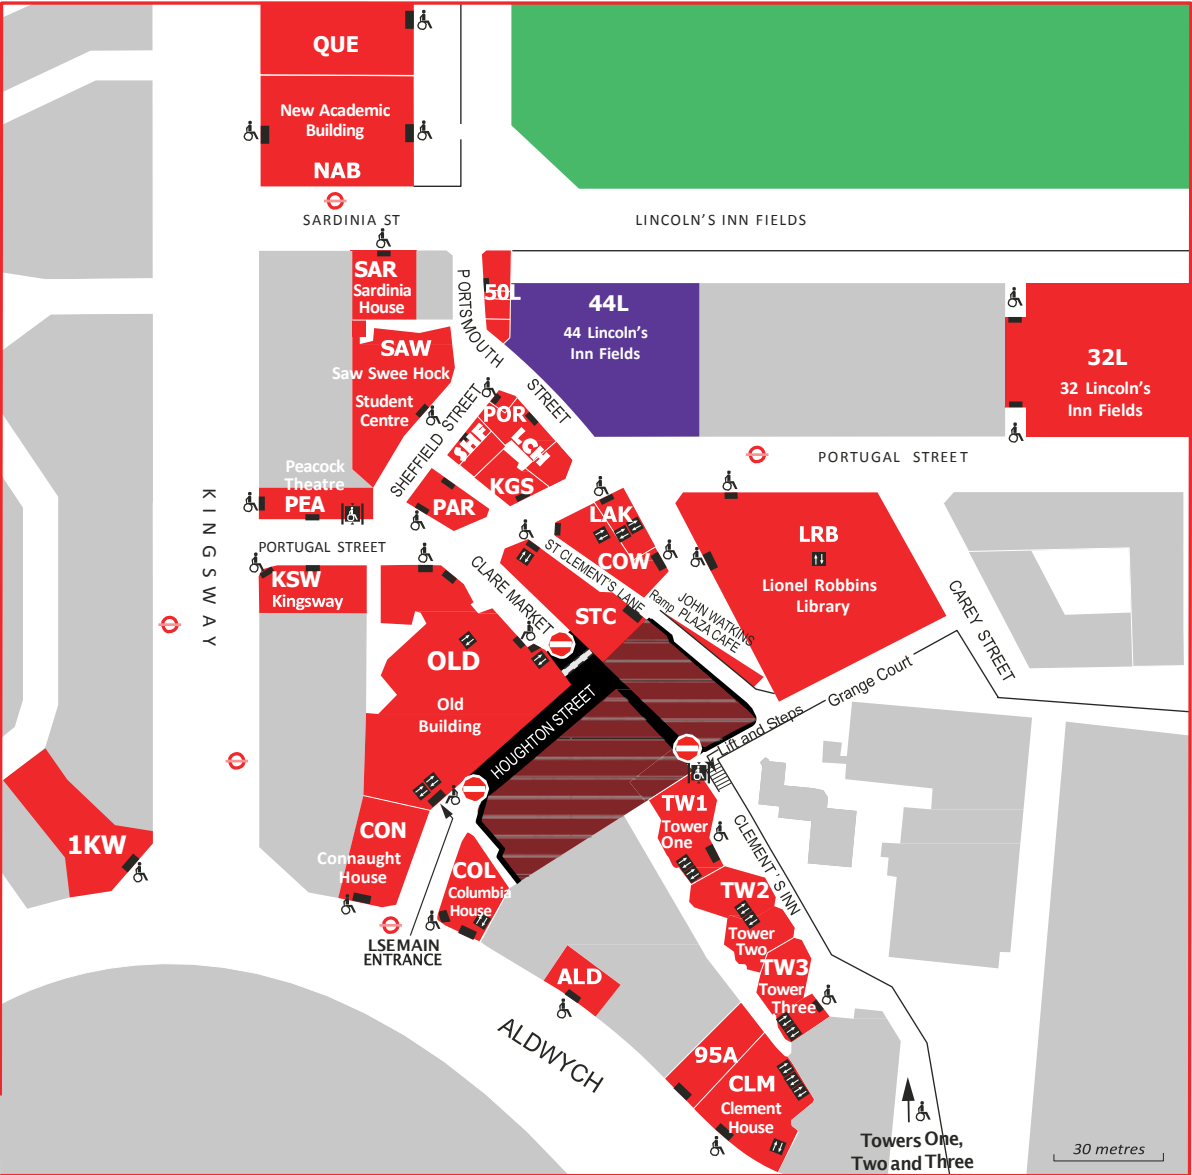 QUE
New Academic
Building
NAB
SARDINIA ST
LINCOLN'S INN FIELDS
SAR
Sardinia
House
PORTSMOUTH
STREET
50L
44L
44 Lincoln's
Inn Fields
32L
32 Lincoln's
Inn Fields
SAW
Saw Swee Hock
Student
Centre
SHEFFIELD STREET
POR
SHF
LCH
KGS
PAR
PORTUGAL STREET
Peacock
Theatre
PEA
KINGSWAY
PORTUGAL STREET
KSW
Kingsway
CLARE MARKET
LAK
COW
ST CLEMENT'S LANE
STC
Ramp
JOHN WATKINS
PLAZA CAFE
LRB
Lionel Robbins
Library
CAREY STREET
OLD
Old
Building
HOUGHTON STREET
Grange Court
Lift and Steps
1KW
CON
Connaught
House
COL
Columbia
House
LSEMAIN
ENTRANCE
TW1
Tower
One
CLEMENT'S INN
TW2
Tower
Two
TW3
Tower
Three
ALD
ALDWYCH
95A
CLM
Clement
House
Towers One,
Two and Three
30 metres